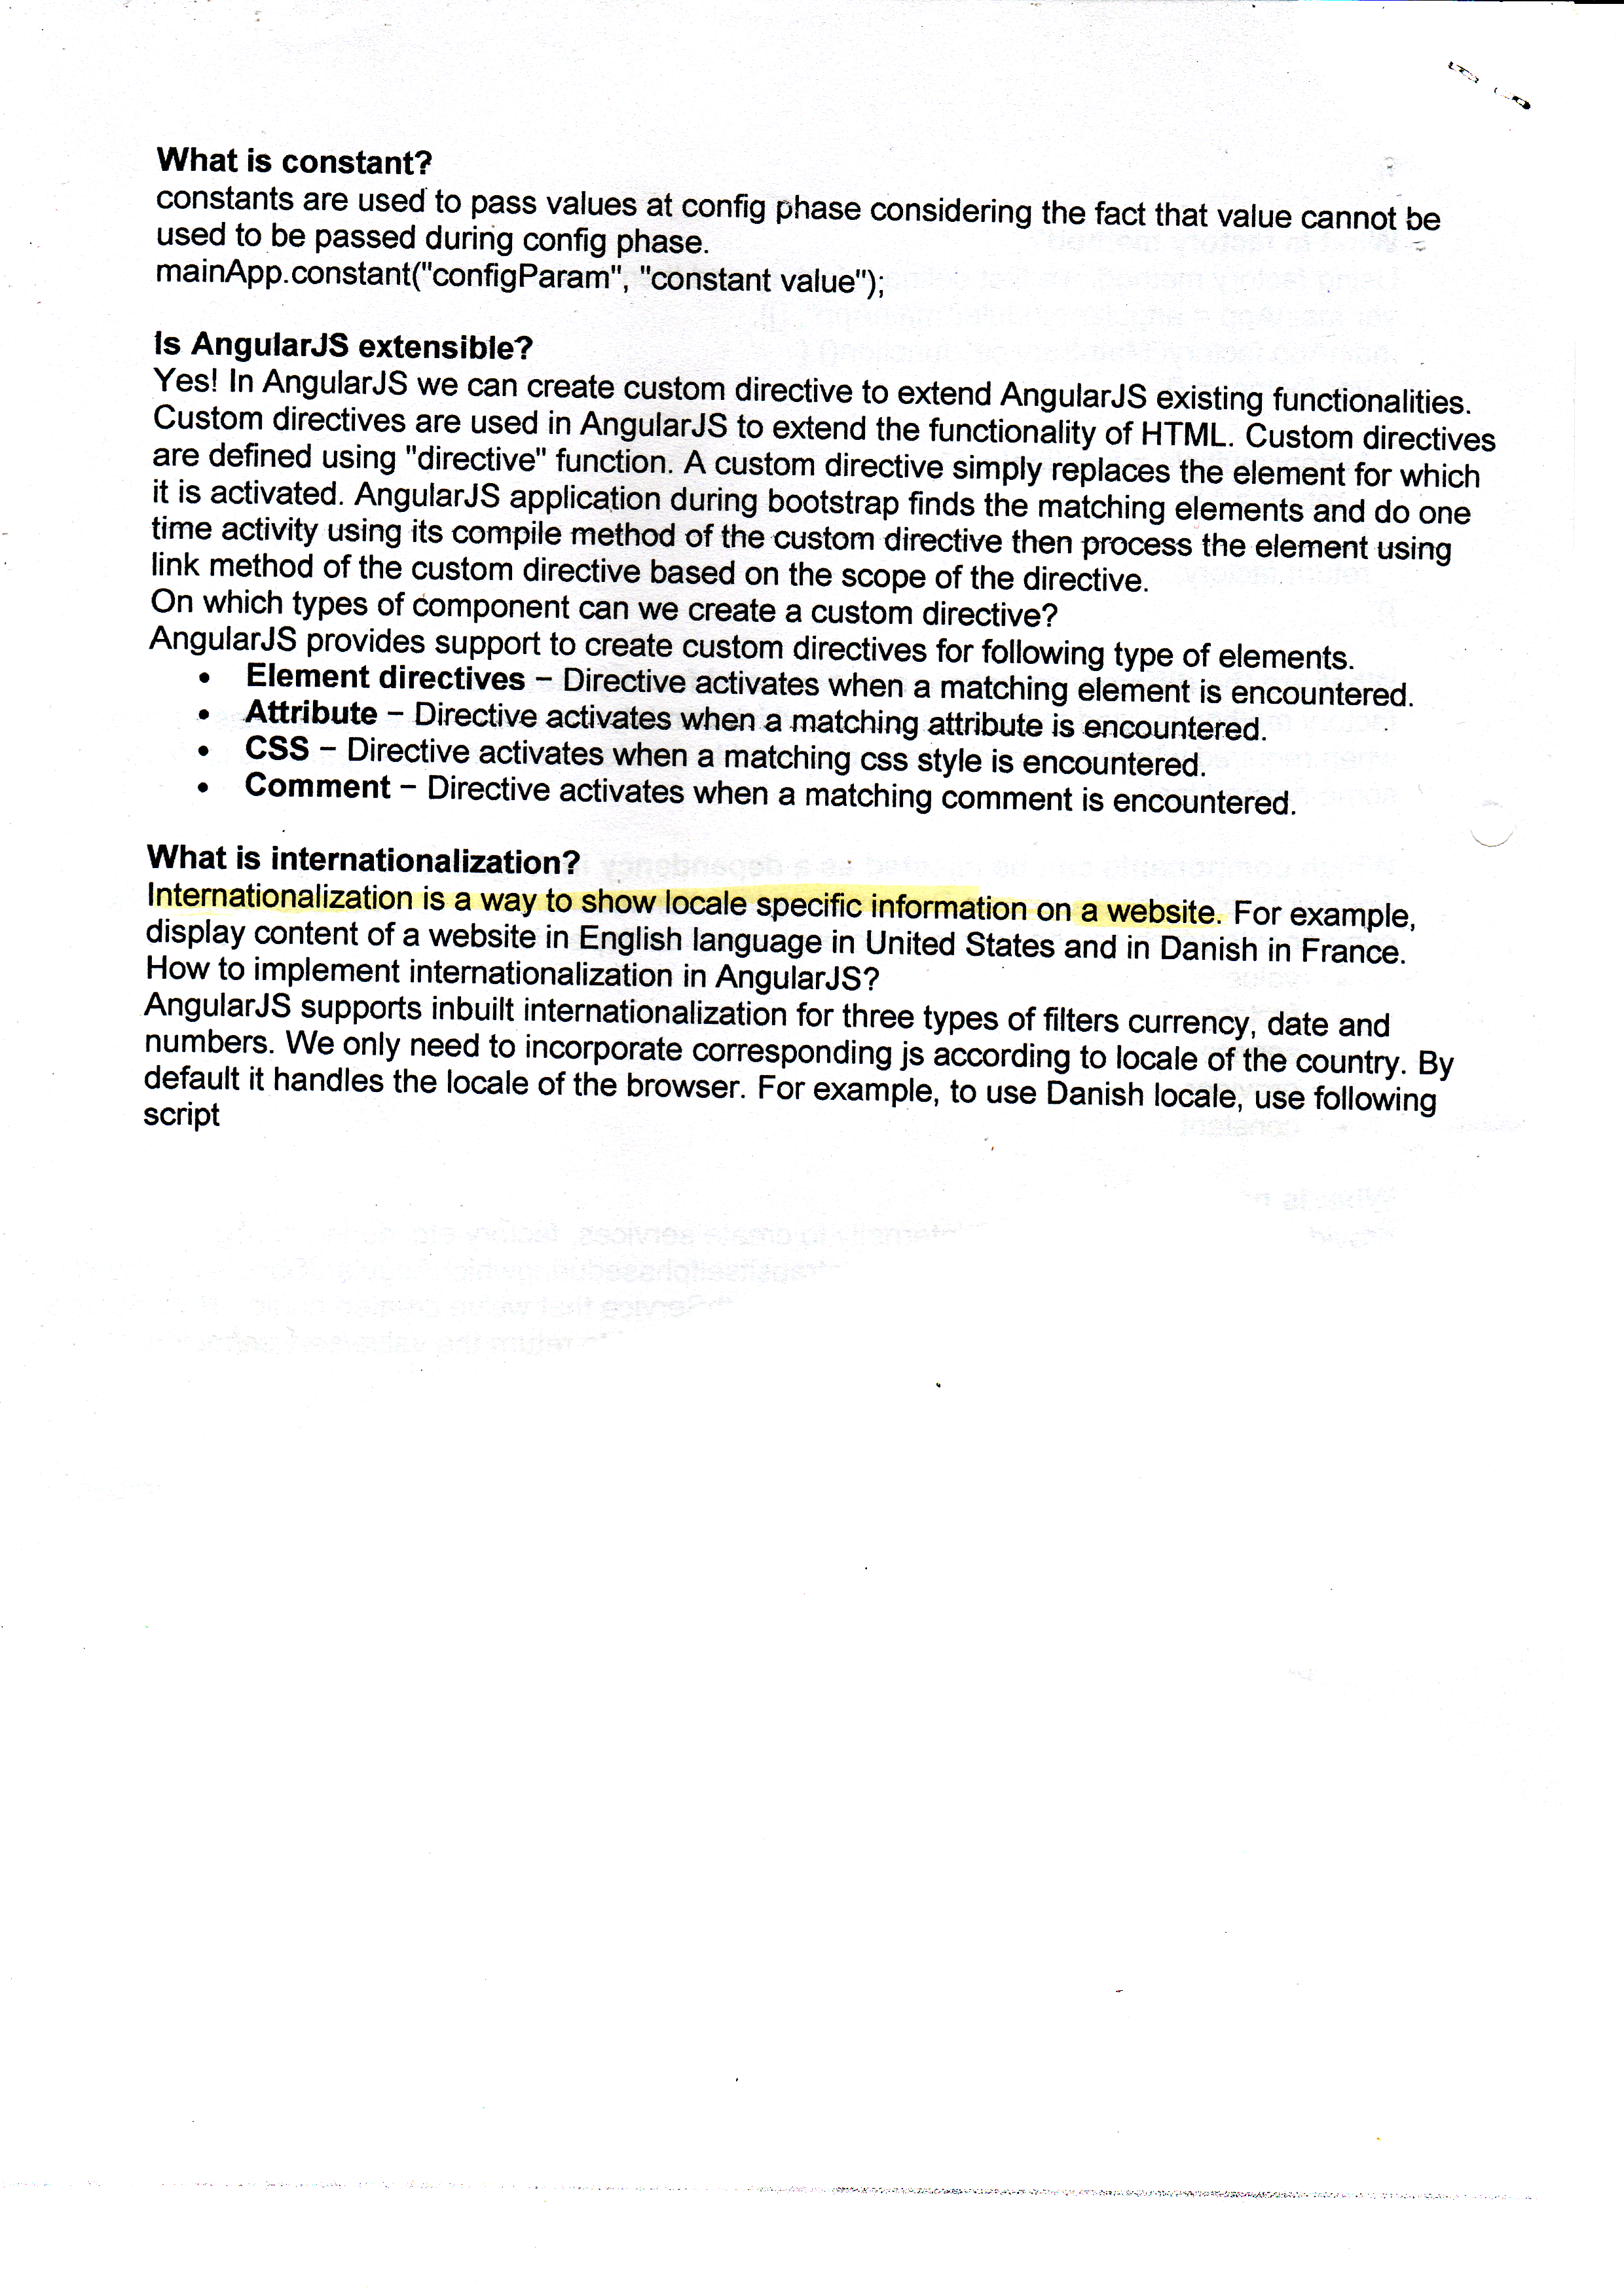 What is constant?
constants are used to pass values at config phase considering the fact that value cannot be
used to be passed during config phase.
mainApp.constant("configParam", "constant value");
Is AngularJS extensible?
Yes! In AngularJS we can create custom directive to extend AngularJS existing functionalities.
Custom directives are used in AngularJS to extend the functionality of HTML. Custom directives
are defined using "directive" function. A custom directive simply replaces the element for which
it is activated. AngularJS application during bootstrap finds the matching elements and do one
time activity using its compile method of the custom directive then process the element using
link method of the custom directive based on the scope of the directive.
On which types of component can we create a custom directive?
AngularJS provides support to create custom directives for following type of elements.
• Element directives – Directive activates when a matching element is encountered.
• Attribute – Directive activates when a matching attribute is encountered.
• CSS – Directive activates when a matching css style is encountered.
• Comment – Directive activates when a matching comment is encountered.
What is internationalization?
Internationalization is a way to show locale specific information on a website. For example,
display content of a website in English language in United States and in Danish in France.
How to implement internationalization in AngularJS?
AngularJS supports inbuilt internationalization for three types of filters currency, date and
numbers. We only need to incorporate corresponding js according to locale of the country. By
default it handles the locale of the browser. For example, to use Danish locale, use following
script